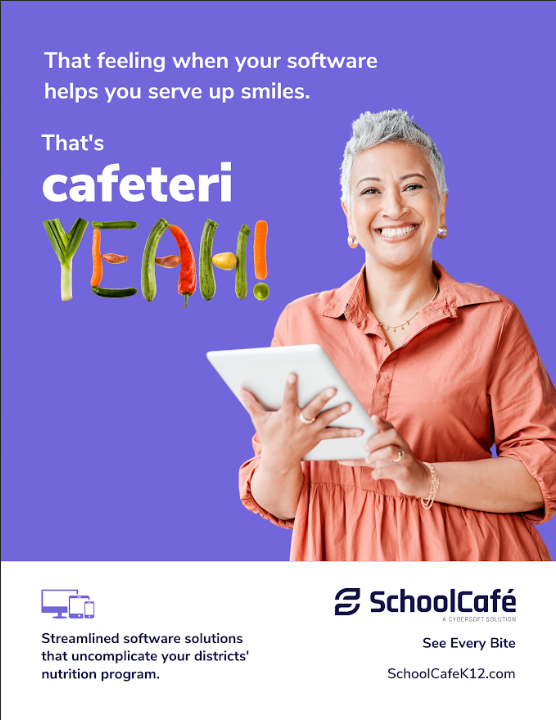 That feeling when your software
helps you serve up smiles.
That's
cafeteri
YEAH!
SchoolCafé
A CYBERSOFT SOLUTION
Streamlined software solutions
that uncomplicate your districts'
nutrition program.
See Every Bite
SchoolCafeK12.com